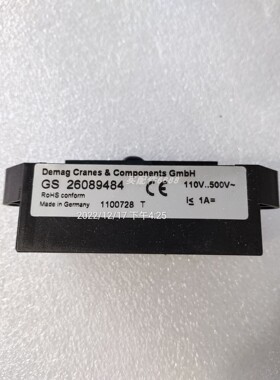 Demag Cranes & Components GmbH
GS 26089484 CE 110V..500V~
RoHS conform
Made in Germany 1100728 T I≤ 1A=
2022/12/17 下午4:25